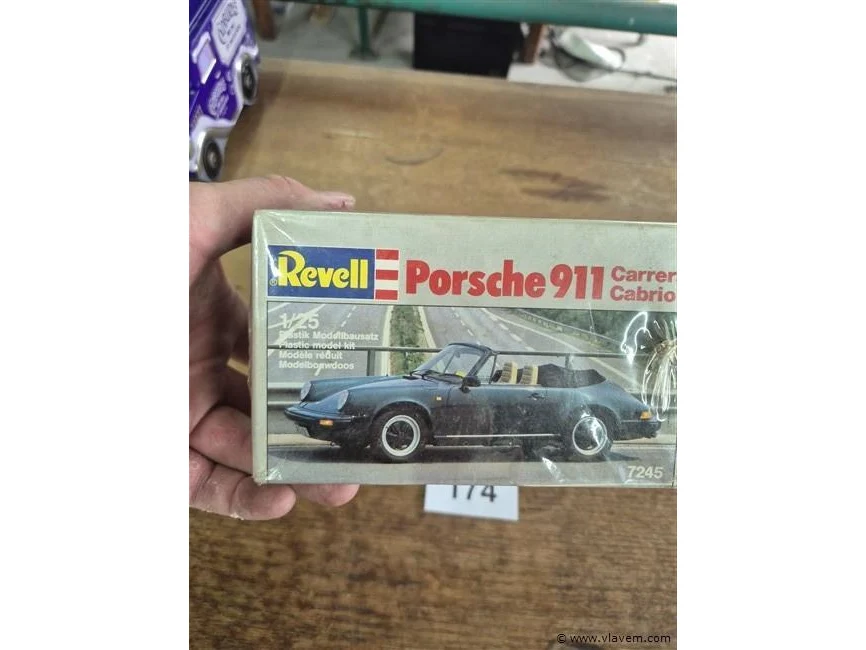 Revell
Porsche 911 Carrer
Cabrio
1/25
Plastik Modellbausatz
Plastic model kit
Modèle réduit
Modelbouwdoos
7245
174
© www.vlavem.com